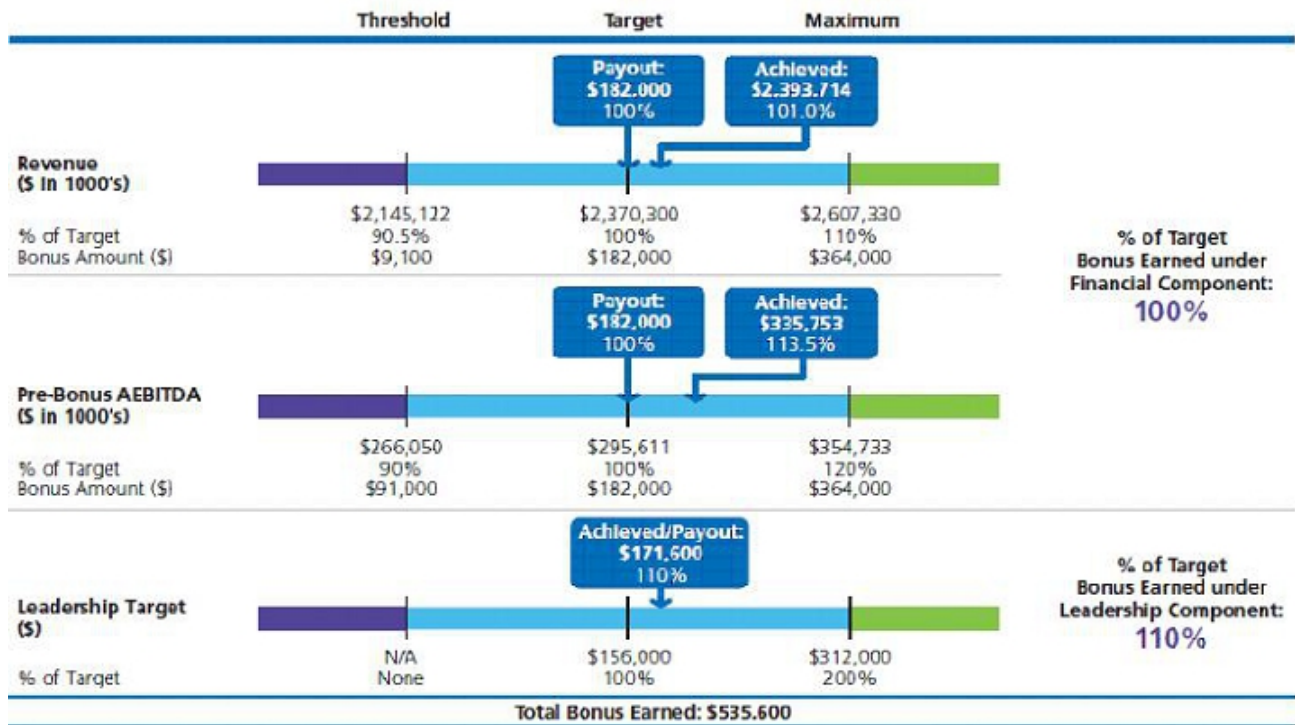 Threshold Target Maximum
Payout: Achieved:
$182,000 $2,393,714
100% 101.0%
Revenue
($ in 1000's)
$2,145,122 $2,370,300 $2,607,330
% of Target 90.5% 100% 110%
Bonus Amount ($) $9,100 $182,000 $364,000
% of Target
Bonus Earned under
Financial Component:
100%
Payout: Achieved:
$182,000 $335,753
100% 113.5%
Pre-Bonus AEBITDA
($ in 1000's)
$266,050 $295,611 $354,733
% of Target 90% 100% 120%
Bonus Amount ($) $91,000 $182,000 $364,000
Achieved/Payout:
$171,600
110%
Leadership Target
($)
N/A $156,000 $312,000
% of Target None 100% 200%
% of Target
Bonus Earned under
Leadership Component:
110%
Total Bonus Earned: $535,600